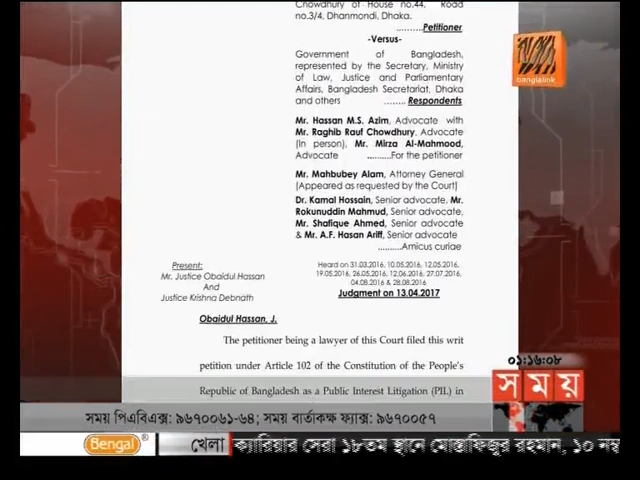 Chowdhury of House no.44, Road
no.3/4, Dhanmondi, Dhaka.
..........Petitioner
-Versus-
Government of Bangladesh,
represented by the Secretary, Ministry
of Law, Justice and Parliamentary
Affairs, Bangladesh Secretariat, Dhaka
and others ........Respondents
Mr. Hassan M.S. Azim, Advocate with
Mr. Raghib Rauf Chowdhury, Advocate
(In person), Mr. Mirza Al-Mahmood,
Advocate ..........For the petitioner
Mr. Mahbubey Alam, Attorney General
(Appeared as requested by the Court)
Dr. Kamal Hossain, Senior advocate, Mr.
Rokunuddin Mahmud, Senior advocate,
Mr. Shafique Ahmed, Senior advocate
& Mr. A.F. Hasan Ariff, Senior advocate
..........Amicus curiae
Heard on 31.03.2016, 10.05.2016, 12.05.2016,
19.05.2016, 26.05.2016, 12.06.2016, 27.07.2016,
04.08.2016 & 28.08.2016
Judgment on 13.04.2017
Present:
Mr. Justice Obaidul Hassan
And
Justice Krishna Debnath
Obaidul Hassan, J.
The petitioner being a lawyer of this Court filed this writ
petition under Article 102 of the Constitution of the People's
Republic of Bangladesh as a Public Interest Litigation (PIL) in
banglalink
০১:১৬:০৮
সময়
সময় পিএবিএক্স: ৯৬৭০০৬১-৬৪; সময় বার্তাকক্ষ ফ্যাক্স: ৯৬৭০০৫৭
Bengal®
খেলা
ক্যারিয়ার সেরা ১৮তম স্থানে মোস্তাফিজুর রহমান, ১০ নম্ব